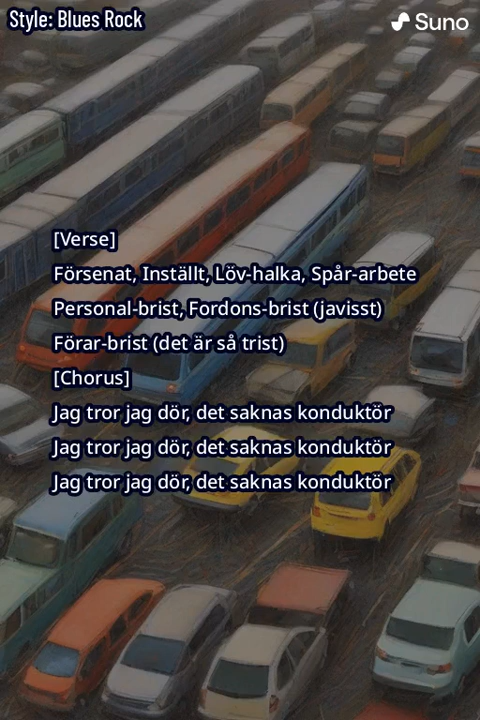 Style: Blues Rock
Suno
[Verse]
Försenat, Inställt, Löv-halka, Spår-arbete
Personal-brist, Fordons-brist (javisst)
Förar-brist (det är så trist)
[Chorus]
Jag tror jag dör, det saknas konduktör
Jag tror jag dör, det saknas konduktör
Jag tror jag dör, det saknas konduktör